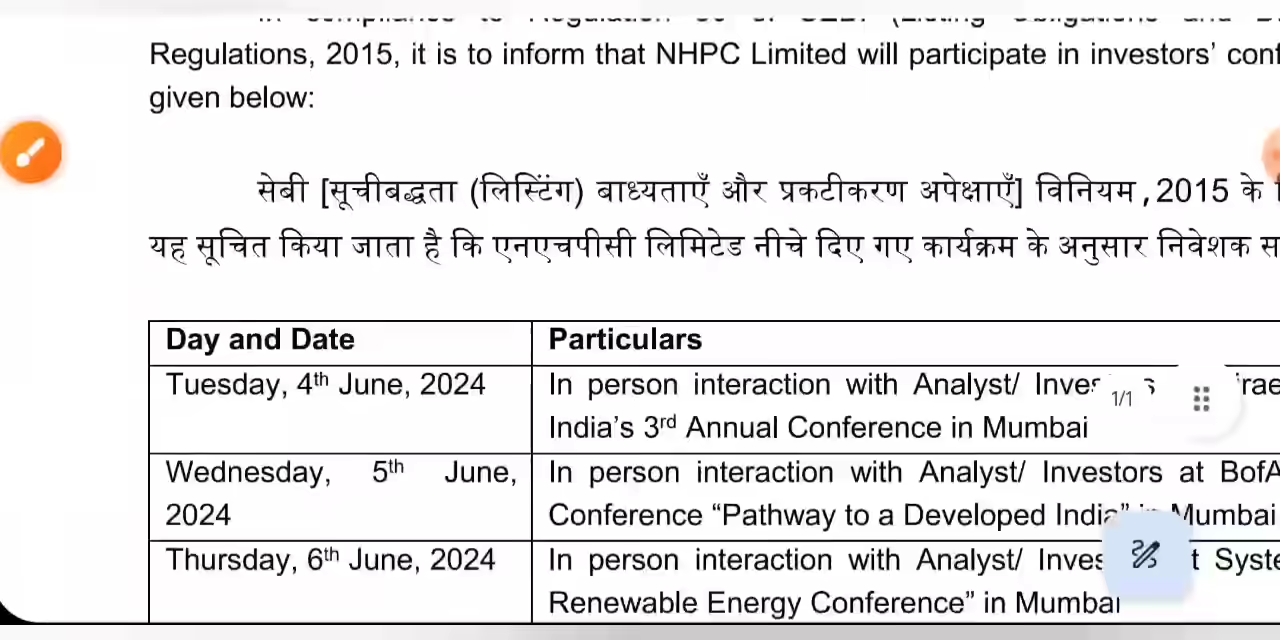 Regulations, 2015, it is to inform that NHPC Limited will participate in investors'
given below:
सेबी [सूचीबद्धता (लिस्टिंग) बाध्यताएँ और प्रकटीकरण अपेक्षाएँ] विनियम, 2015 के
यह सूचित किया जाता है कि एनएचपीसी लिमिटेड नीचे दिए गए कार्यक्रम के अनुसार निवेशक
Day and Date Particulars
Tuesday, 4th June, 2024 In person interaction with Analyst/
1/1
India's 3rd Annual Conference in Mumbai
Wednesday, 5th June, In person interaction with Analyst/ Investors at BofA
2024 Conference “Pathway to a Developed India” in Mumbai
Thursday, 6th June, 2024 In person interaction with Analyst/
Renewable Energy Conference” in Mumbai